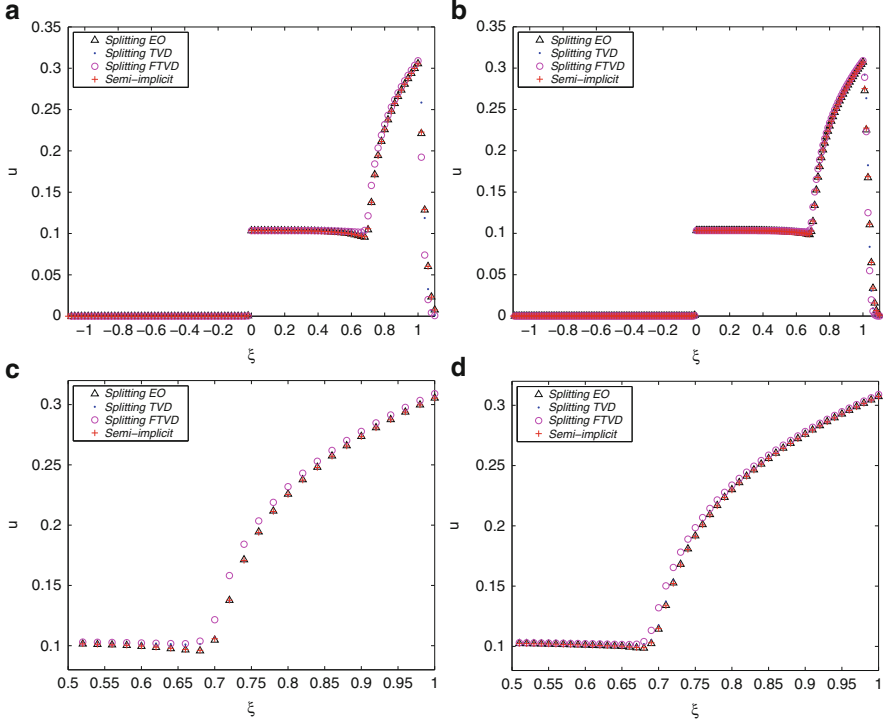 a
0.35
0.3
0.25
0.2
0.15
0.1
0.05
0
u
Splitting EO
Splitting TVD
Splitting FTVD
Semi-implicit
−1 −0.8 −0.6 −0.4 −0.2 0 0.2 0.4 0.6 0.8 1
ξ
b
0.35
0.3
0.25
0.2
0.15
0.1
0.05
0
u
Splitting EO
Splitting TVD
Splitting FTVD
Semi-implicit
−1 −0.8 −0.6 −0.4 −0.2 0 0.2 0.4 0.6 0.8 1
ξ
c
0.3
0.25
0.2
0.15
0.1
u
Splitting EO
Splitting TVD
Splitting FTVD
Semi-implicit
0.5 0.55 0.6 0.65 0.7 0.75 0.8 0.85 0.9 0.95 1
ξ
d
0.3
0.25
0.2
0.15
0.1
u
Splitting EO
Splitting TVD
Splitting FTVD
Semi-implicit
0.5 0.55 0.6 0.65 0.7 0.75 0.8 0.85 0.9 0.95 1
ξ